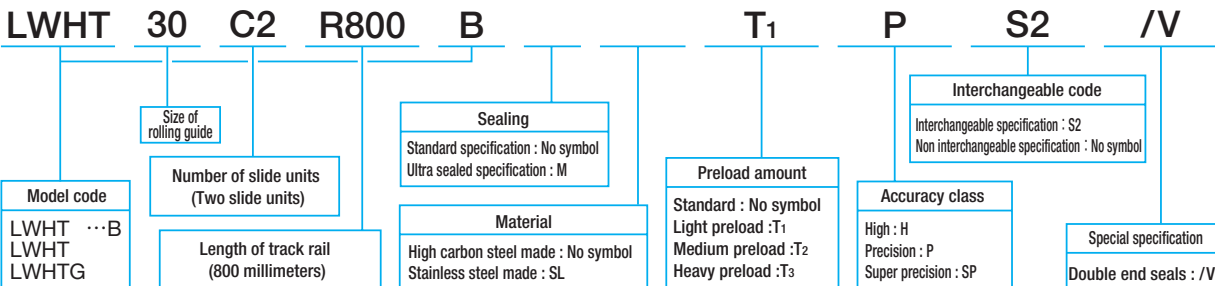 LWHT 30 C2 R800 B T1 P S2 /V
Size of
rolling guide
Number of slide units
(Two slide units)
Model code
LWHT …B
LWHT
LWHTG
Length of track rail
(800 millimeters)
Sealing
Standard specification : No symbol
Ultra sealed specification : M
Material
High carbon steel made : No symbol
Stainless steel made : SL
Preload amount
Standard : No symbol
Light preload :T1
Medium preload :T2
Heavy preload :T3
Interchangeable code
Interchangeable specification : S2
Non interchangeable specification : No symbol
Accuracy class
High : H
Precision : P
Super precision : SP
Special specification
Double end seals : /V